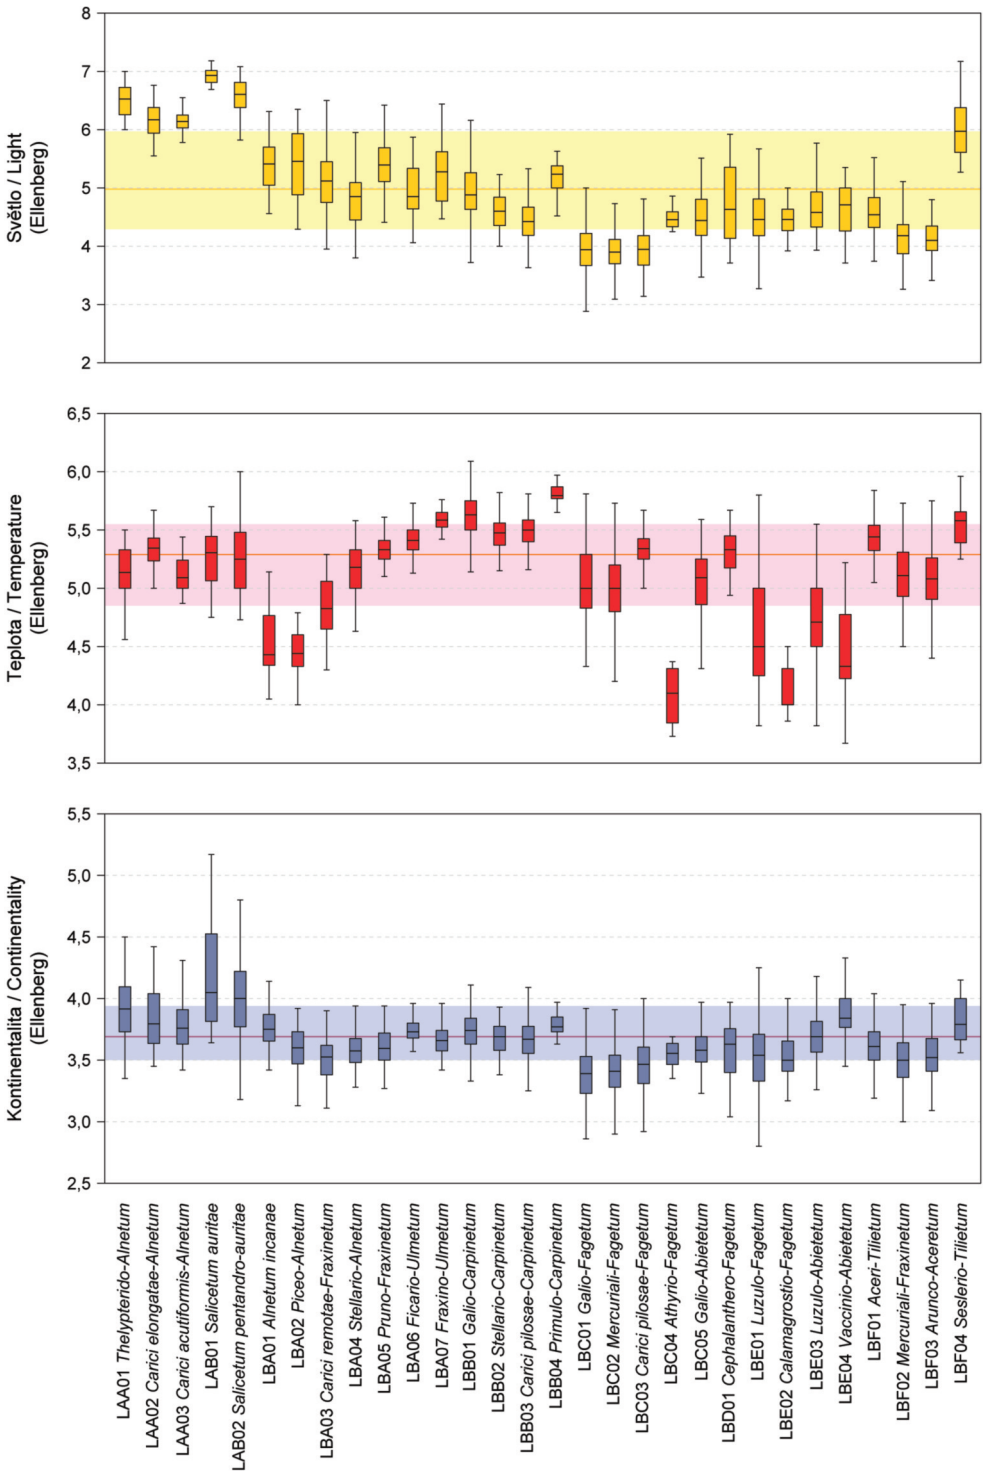 8
7
6
5
4
3
2
Světlo / Light
(Ellenberg)
6,5
6,0
5,5
5,0
4,5
4,0
3,5
Teplota / Temperature
(Ellenberg)
5,5
5,0
4,5
4,0
3,5
3,0
2,5
Kontinentalita / Continentality
(Ellenberg)
LAA01 Thelypterido-Alnetum
LAA02 Carici elongatae-Alnetum
LAA03 Carici acutiformis-Alnetum
LAB01 Salicetum auritae
LAB02 Salicetum pentandro-auritae
LBA01 Alnetum incanae
LBA02 Piceo-Alnetum
LBA03 Carici remotae-Fraxinetum
LBA04 Stellario-Alnetum
LBA05 Pruno-Fraxinetum
LBA06 Ficario-Ulmetum
LBA07 Fraxino-Ulmetum
LBB01 Galio-Carpinetum
LBB02 Stellario-Carpinetum
LBB03 Carici pilosae-Carpinetum
LBB04 Primulo-Carpinetum
LBC01 Galio-Fagetum
LBC02 Mercuriali-Fagetum
LBC03 Carici pilosae-Fagetum
LBC04 Athyrio-Fagetum
LBC05 Galio-Abietetum
LBD01 Cephalanthero-Fagetum
LBE01 Luzulo-Fagetum
LBE02 Calamagrostio-Fagetum
LBE03 Luzulo-Abietetum
LBE04 Vaccinio-Abietetum
LBF01 Aceri-Tilietum
LBF02 Mercuriali-Fraxinetum
LBF03 Arunco-Aceretum
LBF04 Seslerio-Tilietum